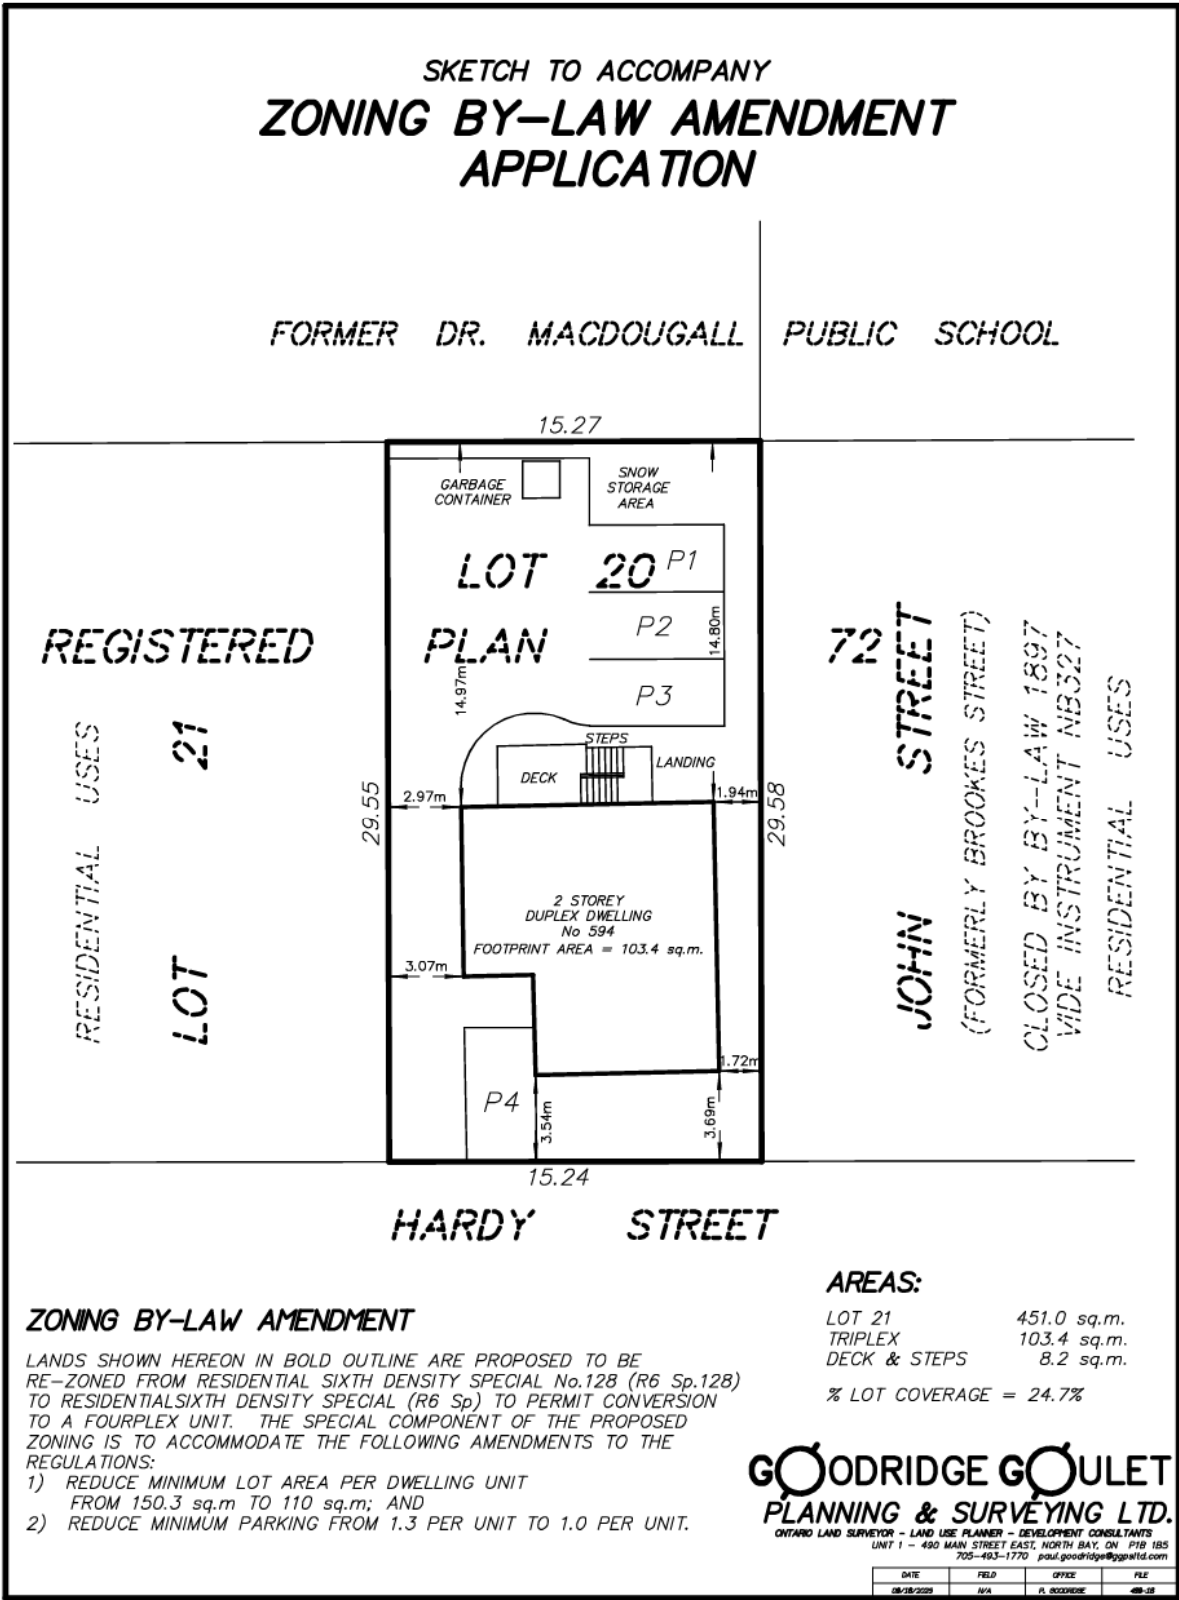 SKETCH TO ACCOMPANY
ZONING BY-LAW AMENDMENT
APPLICATION
FORMER DR. MACDOUGALL PUBLIC SCHOOL
15.27
GARBAGE
CONTAINER
SNOW
STORAGE
AREA
LOT 20
P1
P2
P3
14.80m
REGISTERED PLAN 72
14.97m
STEPS
DECK
LANDING
2.97m
1.94m
29.55
29.58
RESIDENTIAL USES
LOT 21
JOHN STREET
(FORMERLY BROOKES STREET)
CLOSED BY BY-LAW 1897
VIDE INSTRUMENT NB327
RESIDENTIAL USES
2 STOREY
DUPLEX DWELLING
No 594
FOOTPRINT AREA = 103.4 sq.m.
3.07m
1.72m
P4
3.54m
3.69m
15.24
HARDY STREET
AREAS:
LOT 21 451.0 sq.m.
TRIPLEX 103.4 sq.m.
DECK & STEPS 8.2 sq.m.
% LOT COVERAGE = 24.7%
ZONING BY-LAW AMENDMENT
LANDS SHOWN HEREON IN BOLD OUTLINE ARE PROPOSED TO BE
RE-ZONED FROM RESIDENTIAL SIXTH DENSITY SPECIAL No.128 (R6 Sp.128)
TO RESIDENTIALSIXTH DENSITY SPECIAL (R6 Sp) TO PERMIT CONVERSION
TO A FOURPLEX UNIT. THE SPECIAL COMPONENT OF THE PROPOSED
ZONING IS TO ACCOMMODATE THE FOLLOWING AMENDMENTS TO THE
REGULATIONS:
1) REDUCE MINIMUM LOT AREA PER DWELLING UNIT
FROM 150.3 sq.m TO 110 sq.m; AND
2) REDUCE MINIMUM PARKING FROM 1.3 PER UNIT TO 1.0 PER UNIT.
GOODRIDGE GOULET
PLANNING & SURVEYING LTD.
ONTARIO LAND SURVEYOR - LAND USE PLANNER - DEVELOPMENT CONSULTANTS
UNIT 1 - 490 MAIN STREET EAST, NORTH BAY, ON P1B 1B5
705-493-1770 paul.goodridge@ggpsltd.com
DATE FIELD OFFICE FILE
N/A P. GOODRIDGE